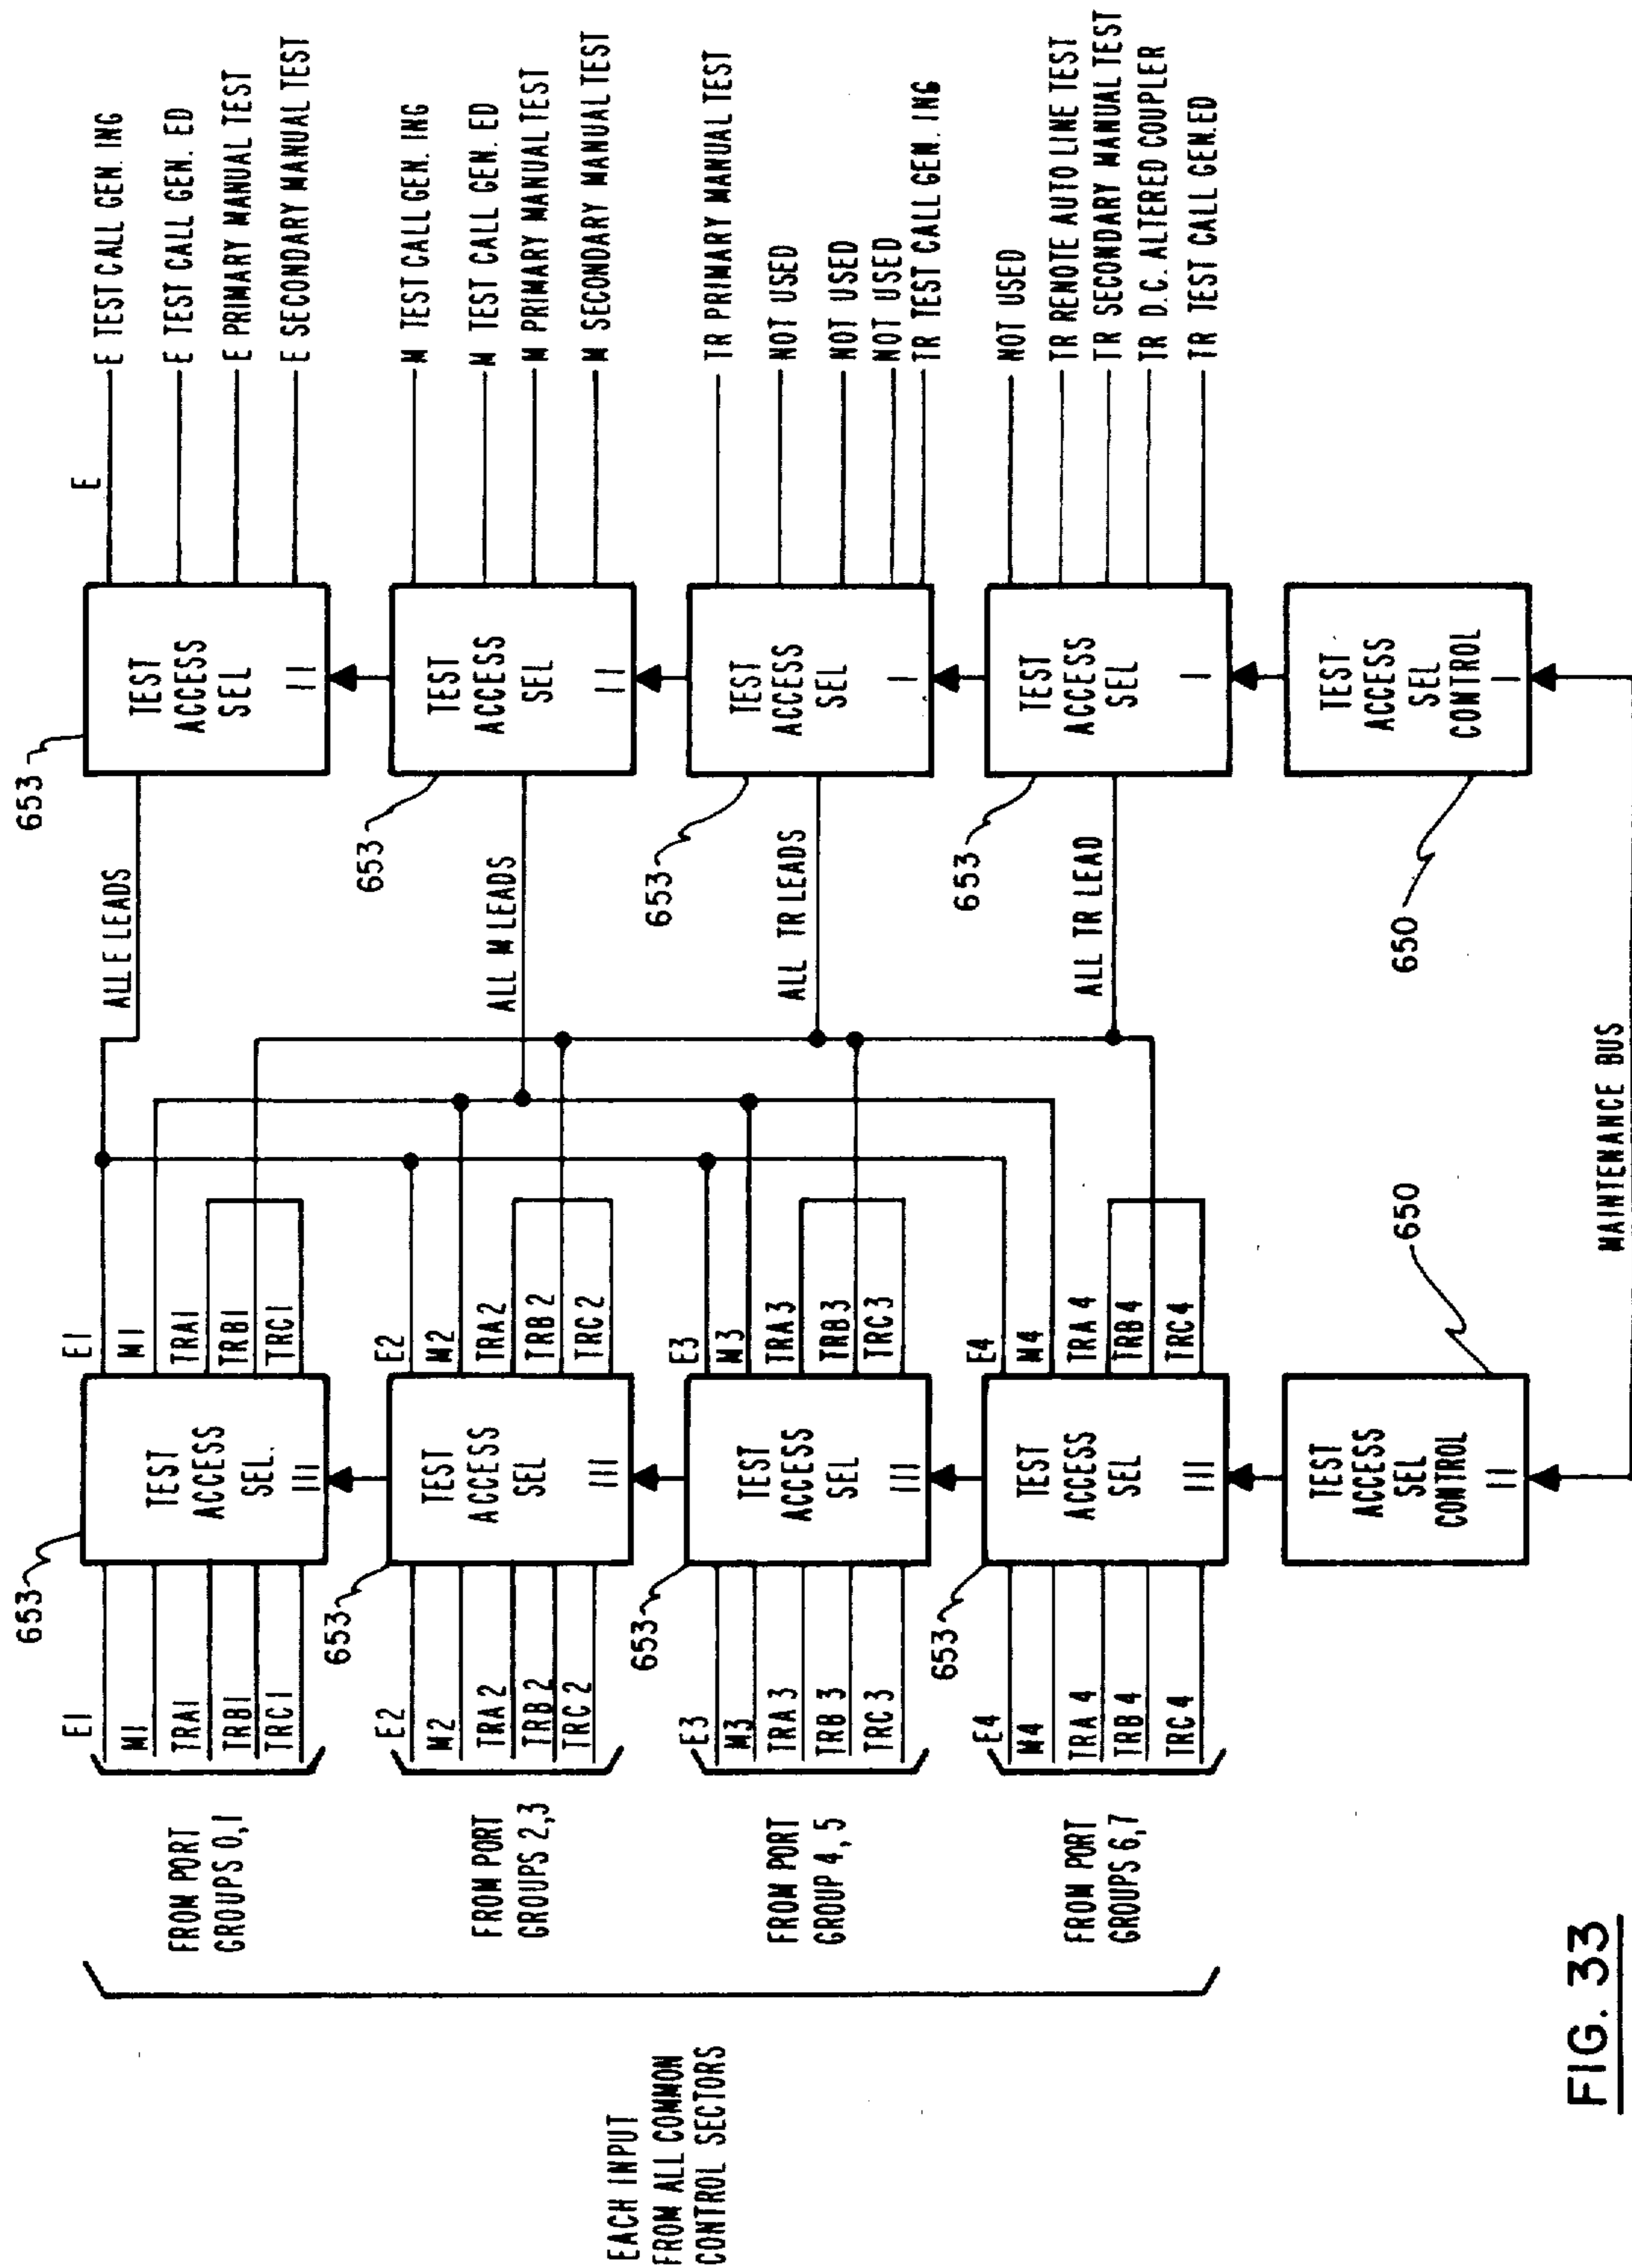 EACH INPUT
FROM ALL COMMON
CONTROL SECTORS
FROM PORT
GROUPS 0,1
FROM PORT
GROUPS 2,3
FROM PORT
GROUP 4,5
FROM PORT
GROUPS 6,7
E1
M1
TRA1
TRB1
TRC1
E2
M2
TRA 2
TRB 2
TRC 2
E3
M3
TRA 3
TRB 3
TRC 3
E4
M4
TRA 4
TRB 4
TRC 4
653
TEST
ACCESS
SEL.
III
653
TEST
ACCESS
SEL
III
653
TEST
ACCESS
SEL
III
653
TEST
ACCESS
SEL
III
TEST
ACCESS
SEL
CONTROL
II
650
E1
M1
TRA1
TRB1
TRC1
E2
M2
TRA 2
TRB 2
TRC 2
E3
M3
TRA 3
TRB 3
TRC 3
E4
M4
TRA 4
TRB4
TRC4
MAINTENANCE BUS
ALL E LEADS
ALL M LEADS
ALL TR LEADS
ALL TR LEAD
653
TEST
ACCESS
SEL
II
653
TEST
ACCESS
SEL
II
653
TEST
ACCESS
SEL
I
653
TEST
ACCESS
SEL
I
650
TEST
ACCESS
SEL
CONTROL
I
E
E TEST CALL GEN. ING
E TEST CALL GEN. ED
E PRIMARY MANUAL TEST
E SECONDARY MANUAL TEST
M TEST CALL GEN. ING
M TEST CALL GEN. ED
M PRIMARY MANUAL TEST
M SECONDARY MANUAL TEST
TR PRIMARY MANUAL TEST
NOT USED
NOT USED
NOT USED
TR TEST CALL GEN. ING
NOT USED
TR REMOTE AUTO LINE TEST
TR SECONDARY MANUAL TEST
TR D.C. ALTERED COUPLER
TR TEST CALL GEN.ED
FIG. 33